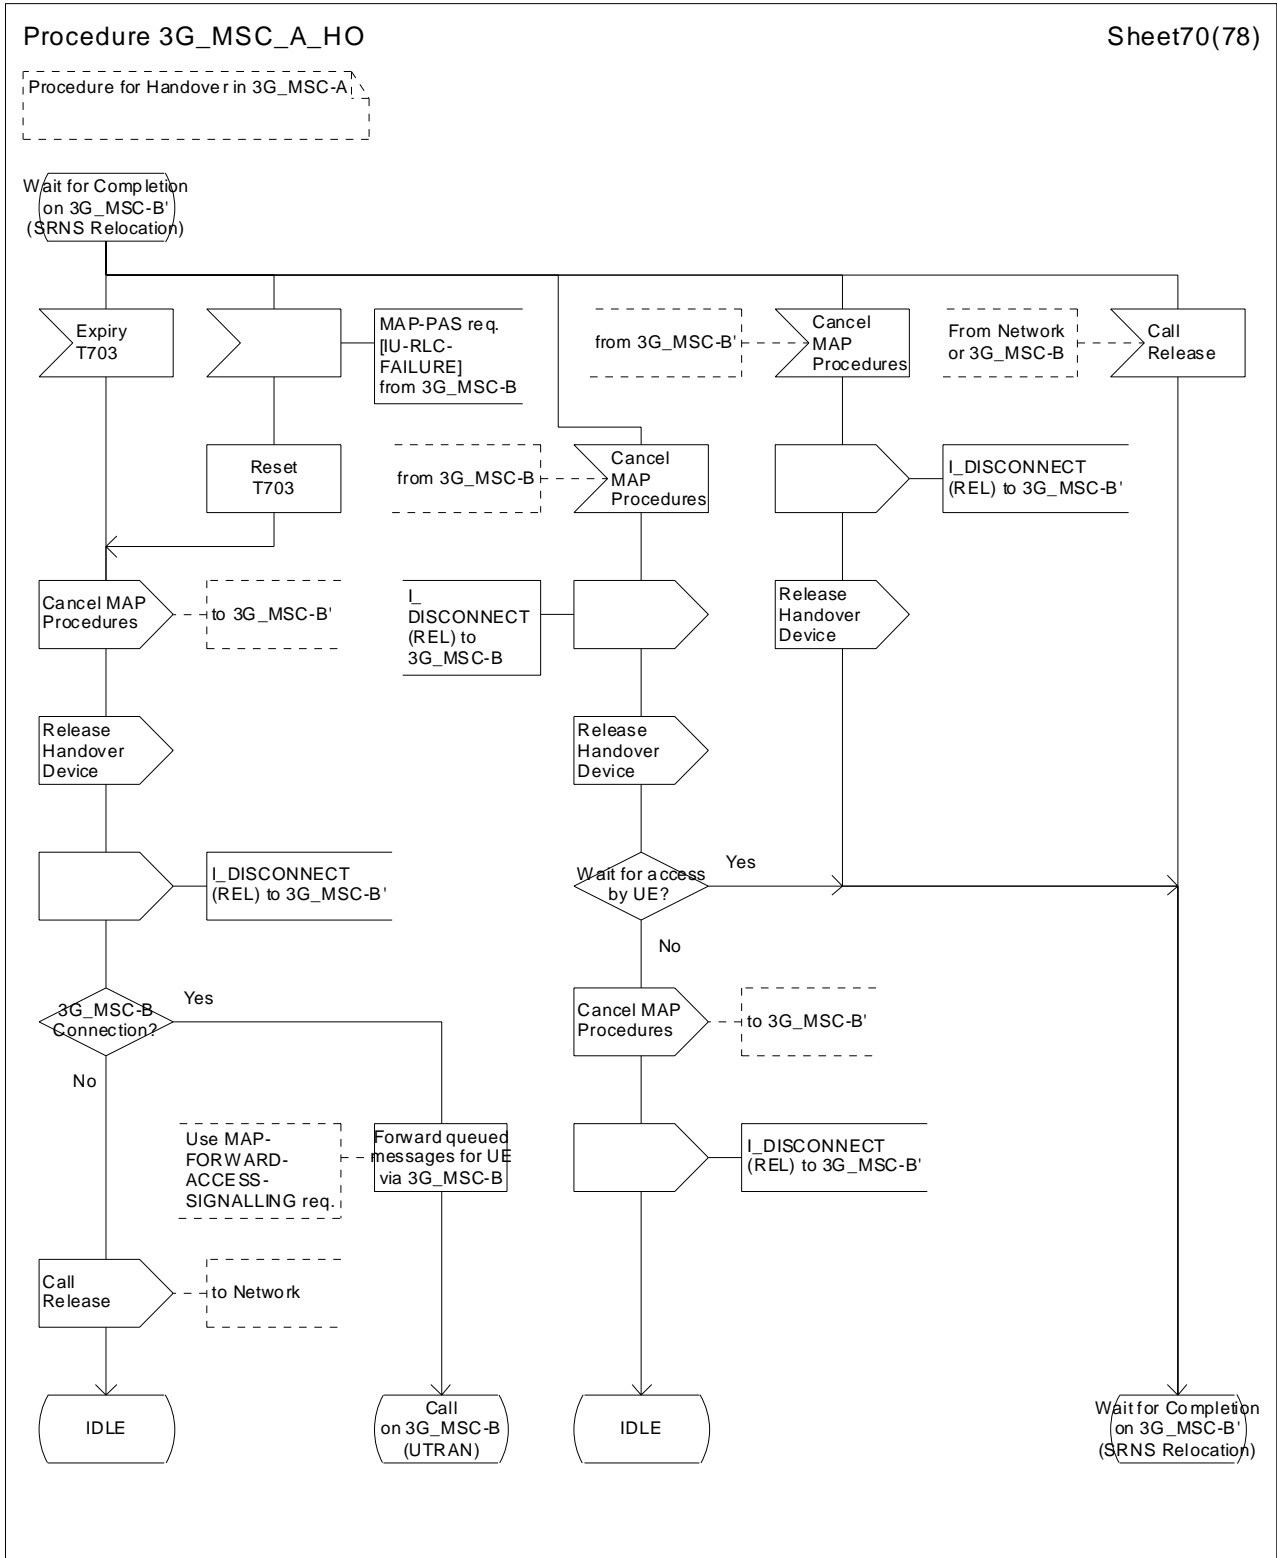 Procedure 3G_MSC_A_HO
Sheet70(78)
Procedure for Handover in 3G_MSC-A
Wait for Completion
on 3G_MSC-B'
(SRNS Relocation)
Expiry
T703
MAP-PAS req.
[IU-RLC-
FAILURE]
from 3G_MSC-B
from 3G_MSC-B'
Cancel
MAP
Procedures
From Network
or 3G_MSC-B
Call
Release
Reset
T703
from 3G_MSC-B
Cancel
MAP
Procedures
I_DISCONNECT
(REL) to 3G_MSC-B'
Cancel MAP
Procedures
to 3G_MSC-B'
I_
DISCONNECT
(REL) to
3G_MSC-B
Release
Handover
Device
Release
Handover
Device
Release
Handover
Device
I_DISCONNECT
(REL) to 3G_MSC-B'
Wait for access
by UE?
Yes
No
3G_MSC-B
Connection?
Yes
No
Cancel MAP
Procedures
to 3G_MSC-B'
Use MAP-
FORWARD-
ACCESS-
SIGNALLING req.
Forward queued
messages for UE
via 3G_MSC-B
I_DISCONNECT
(REL) to 3G_MSC-B'
Call
Release
to Network
IDLE
Call
on 3G_MSC-B
(UTRAN)
IDLE
Wait for Completion
on 3G_MSC-B'
(SRNS Relocation)